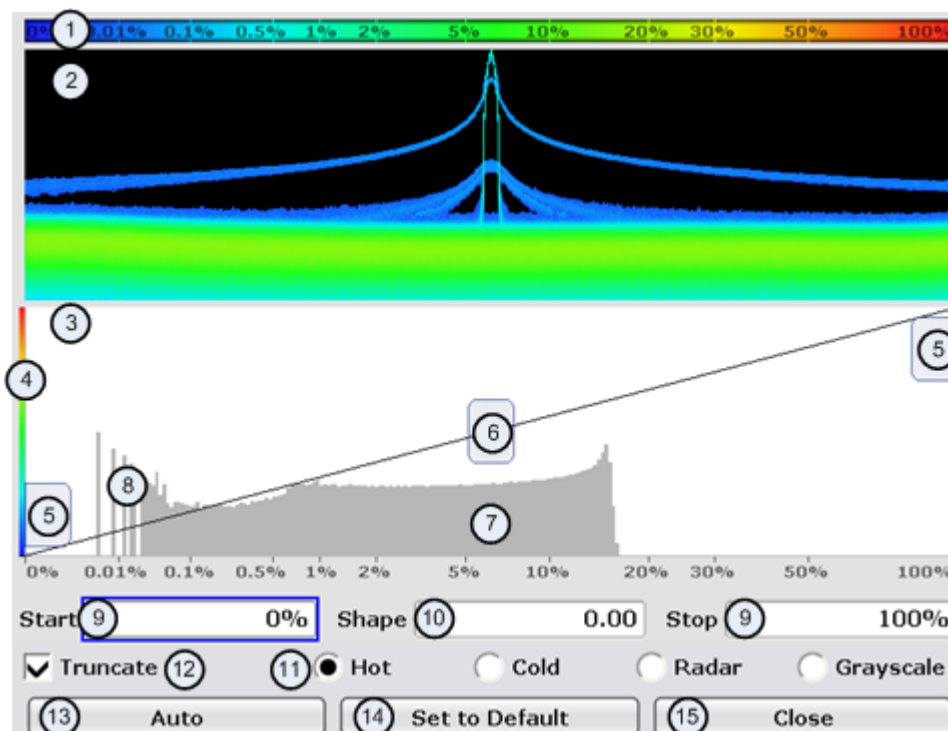 0% 0.01% 0.1% 0.5% 1% 2% 5% 10% 20% 30% 50% 100%
1
2
3
4
5
6
5
8
7
0% 0.01% 0.1% 0.5% 1% 2% 5% 10% 20% 30% 50% 100%
Start 9 0% Shape 10 0.00 Stop 9 100%
Truncate 12 11 Hot Cold Radar Grayscale
13 Auto 14 Set to Default 15 Close